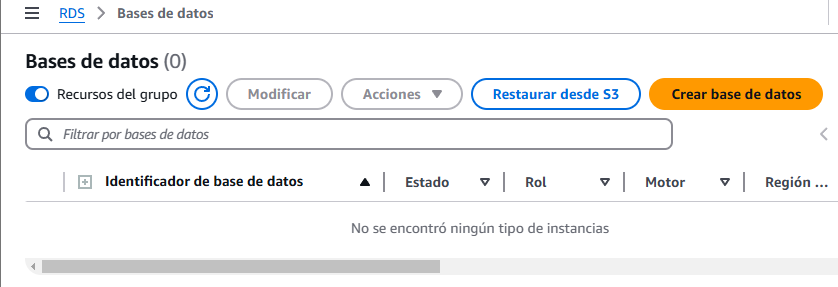 RDS > Bases de datos
Bases de datos (0)
Recursos del grupo Modificar Acciones Restaurar desde S3 Crear base de datos
Filtrar por bases de datos
Identificador de base de datos Estado Rol Motor Región ...
No se encontró ningún tipo de instancias